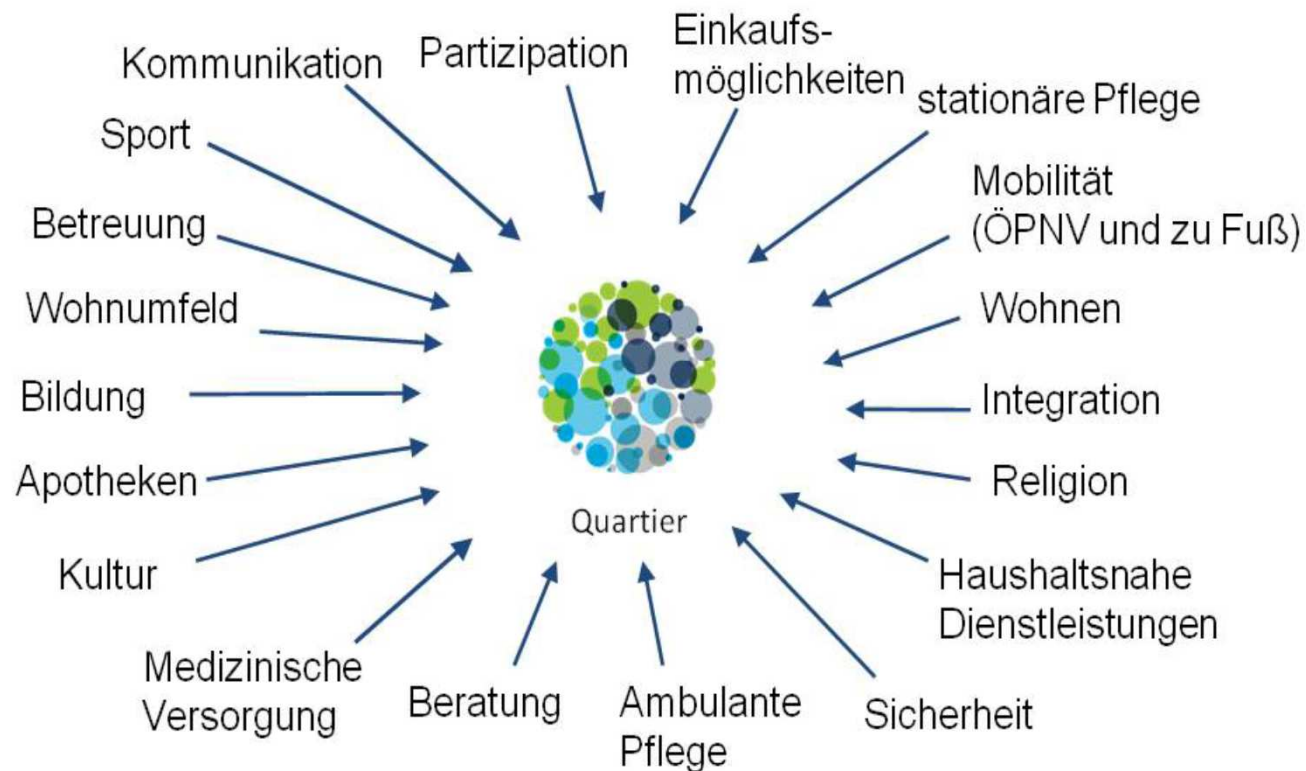 Kommunikation
Partizipation
Einkaufs-
möglichkeiten
stationäre Pflege
Sport
Mobilität
(ÖPNV und zu Fuß)
Betreuung
Wohnumfeld
Wohnen
Bildung
Integration
Apotheken
Religion
Quartier
Kultur
Haushaltsnahe
Dienstleistungen
Medizinische
Versorgung
Beratung
Ambulante
Pflege
Sicherheit